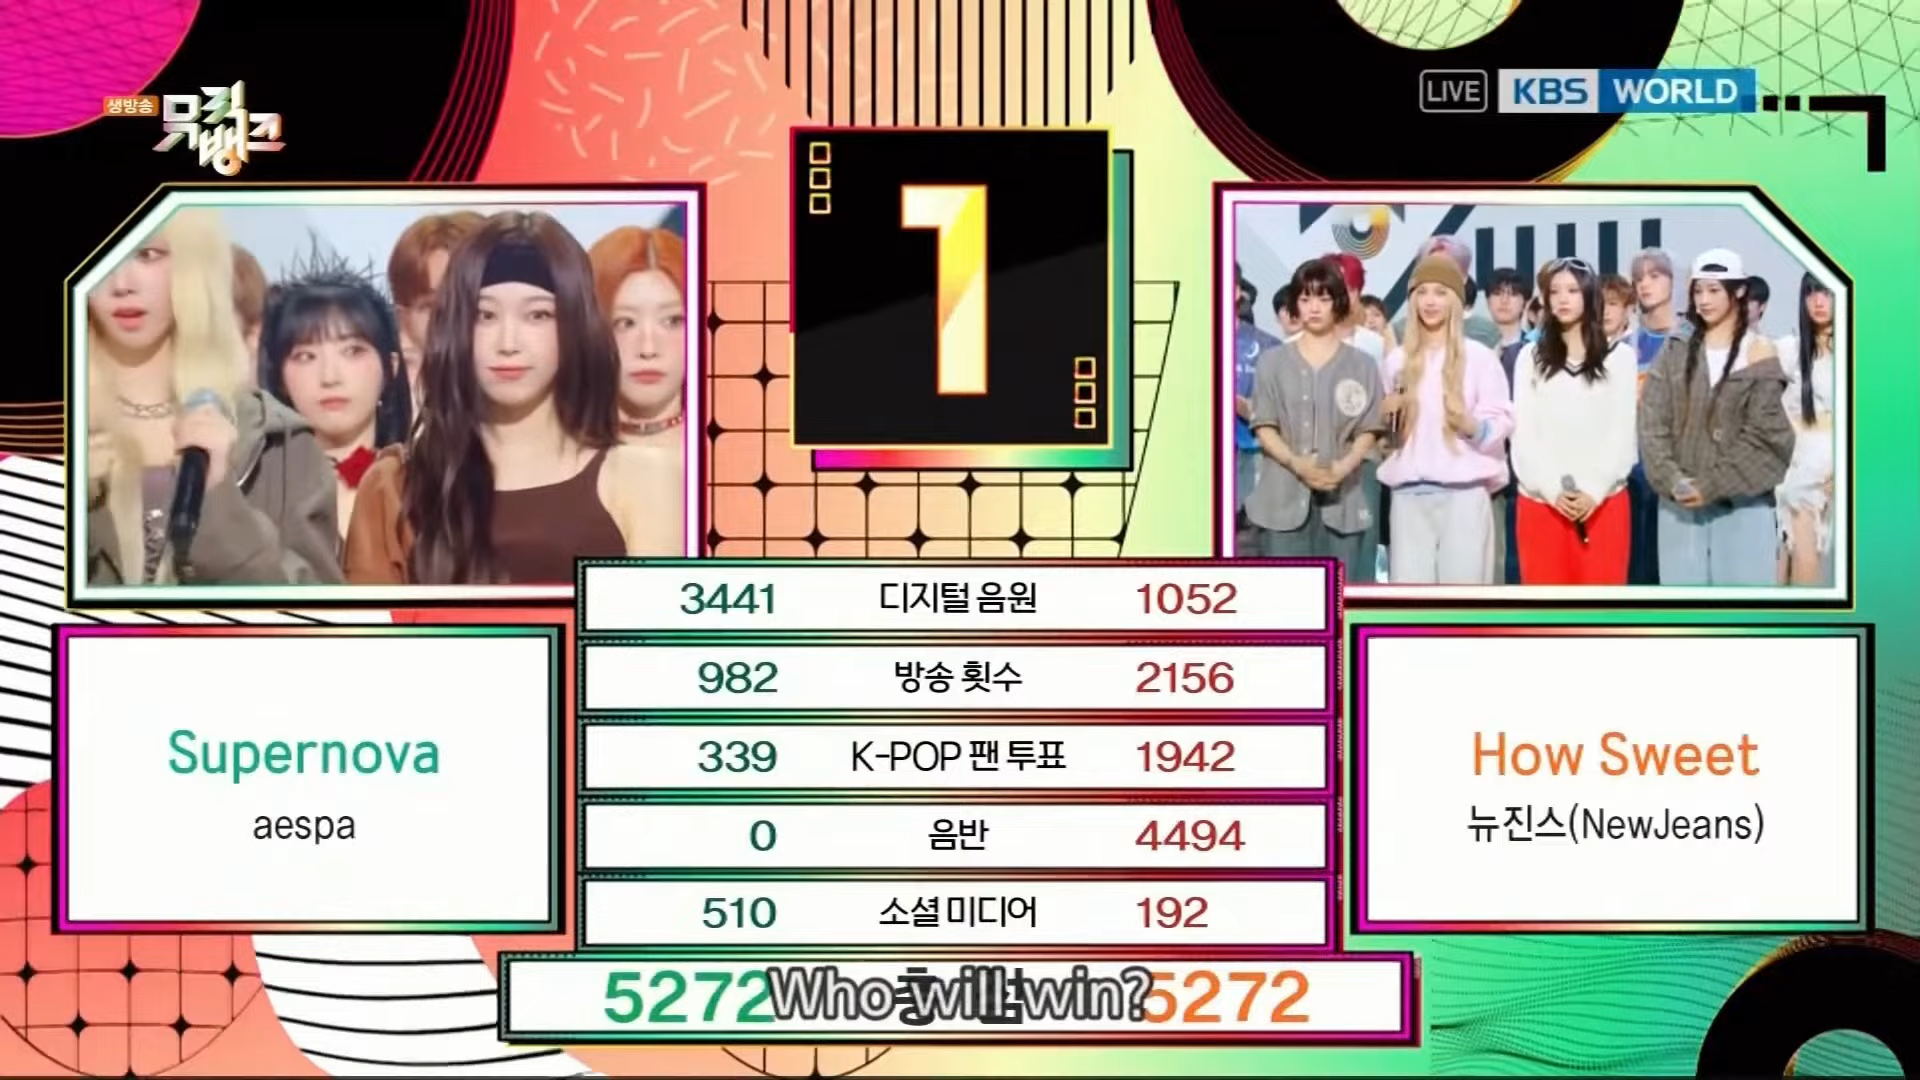 생방송
뮤직
뱅크
LIVE KBS WORLD
1
3441 디지털 음원 1052
982 방송 횟수 2156
339 K-POP 팬 투표 1942
0 음반 4494
510 소셜 미디어 192
Supernova
aespa
How Sweet
뉴진스(NewJeans)
5272 5272
Who will win?